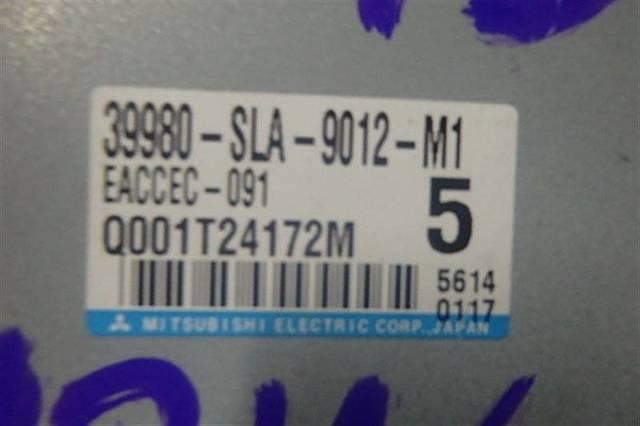 39980-SLA-9012-M1
EACCEC-091
5
Q001T24172M
5614
0117
MITSUBISHI ELECTRIC CORP., JAPAN